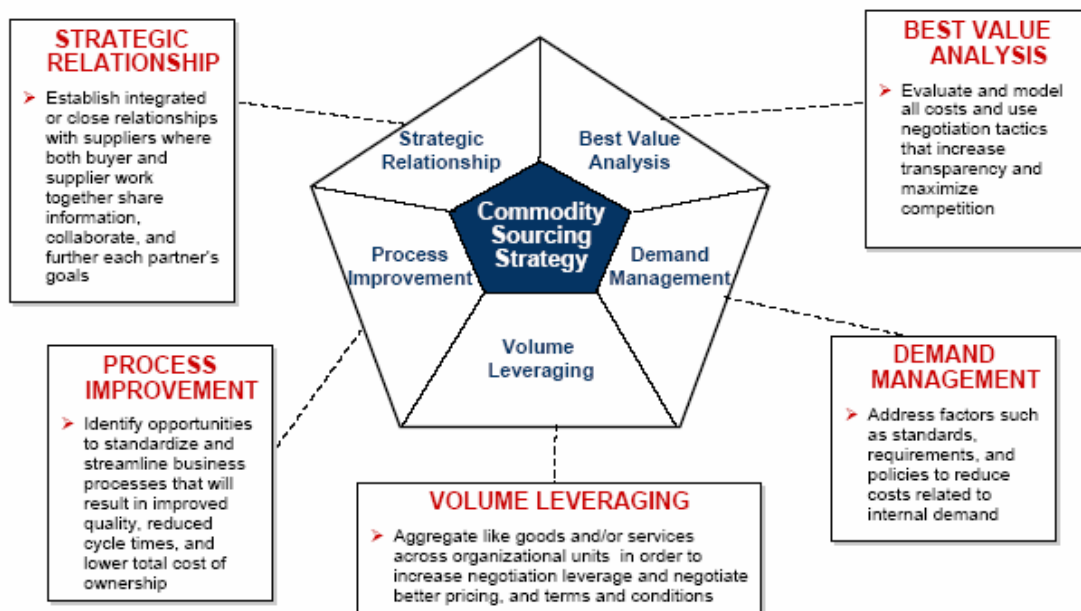 STRATEGIC
RELATIONSHIP
➤ Establish integrated
or close relationships
with suppliers where
both buyer and
supplier work
together share
information,
collaborate, and
further each partner's
goals
BEST VALUE
ANALYSIS
➤ Evaluate and model
all costs and use
negotiation tactics
that increase
transparency and
maximize
competition
Strategic
Relationship
Best Value
Analysis
Commodity
Sourcing
Strategy
Process
Improvement
Demand
Management
Volume
Leveraging
PROCESS
IMPROVEMENT
➤ Identify opportunities
to standardize and
streamline business
processes that will
result in improved
quality, reduced
cycle times, and
lower total cost of
ownership
VOLUME LEVERAGING
➤ Aggregate like goods and/or services
across organizational units in order to
increase negotiation leverage and negotiate
better pricing, and terms and conditions
DEMAND
MANAGEMENT
➤ Address factors such
as standards,
requirements, and
policies to reduce
costs related to
internal demand